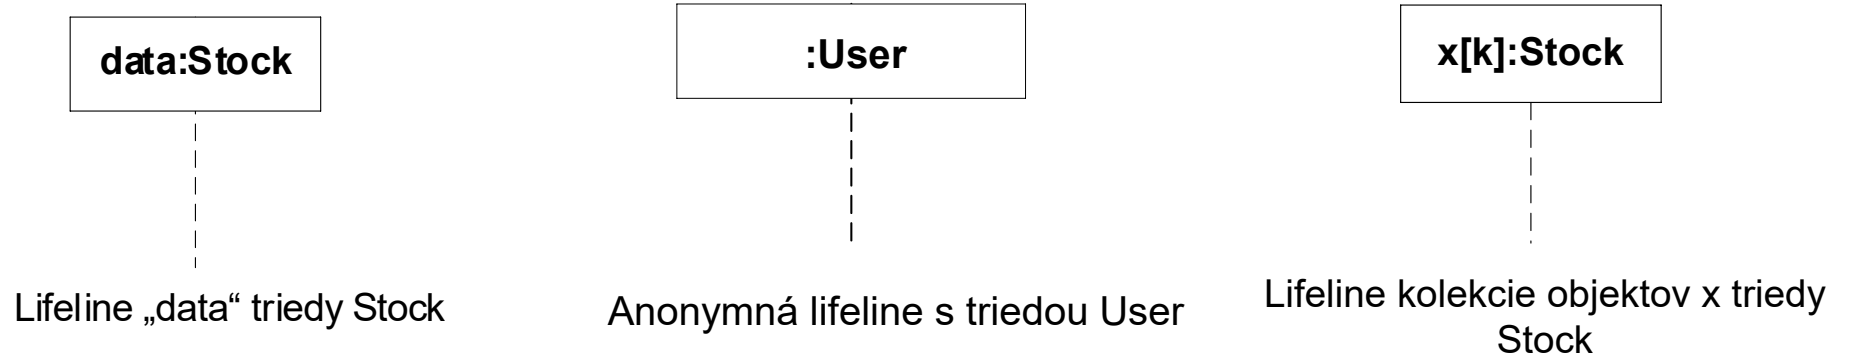 data:Stock
:User
x[k]:Stock
Lifeline „data“ triedy Stock
Anonymná lifeline s triedou User
Lifeline kolekcie objektov x triedy
Stock